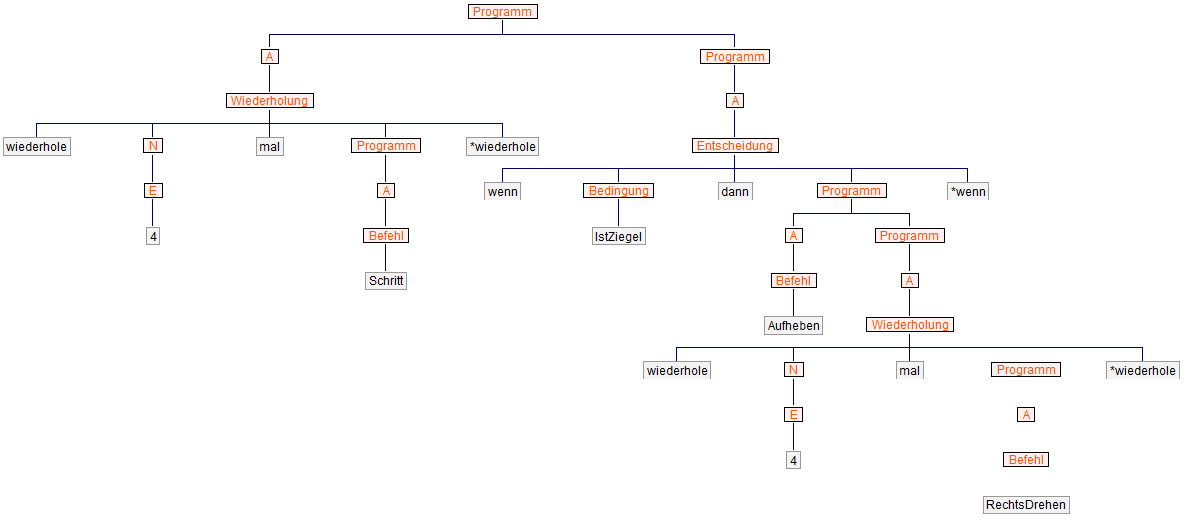 Programm
A Programm
Wiederholung A
wiederhole N mal Programm *wiederhole Entscheidung
E A wenn Bedingung dann Programm *wenn
4 Befehl IstZiegel A Programm
Schritt Befehl A
Aufheben Wiederholung
wiederhole N mal Programm *wiederhole
E A
4 Befehl
RechtsDrehen